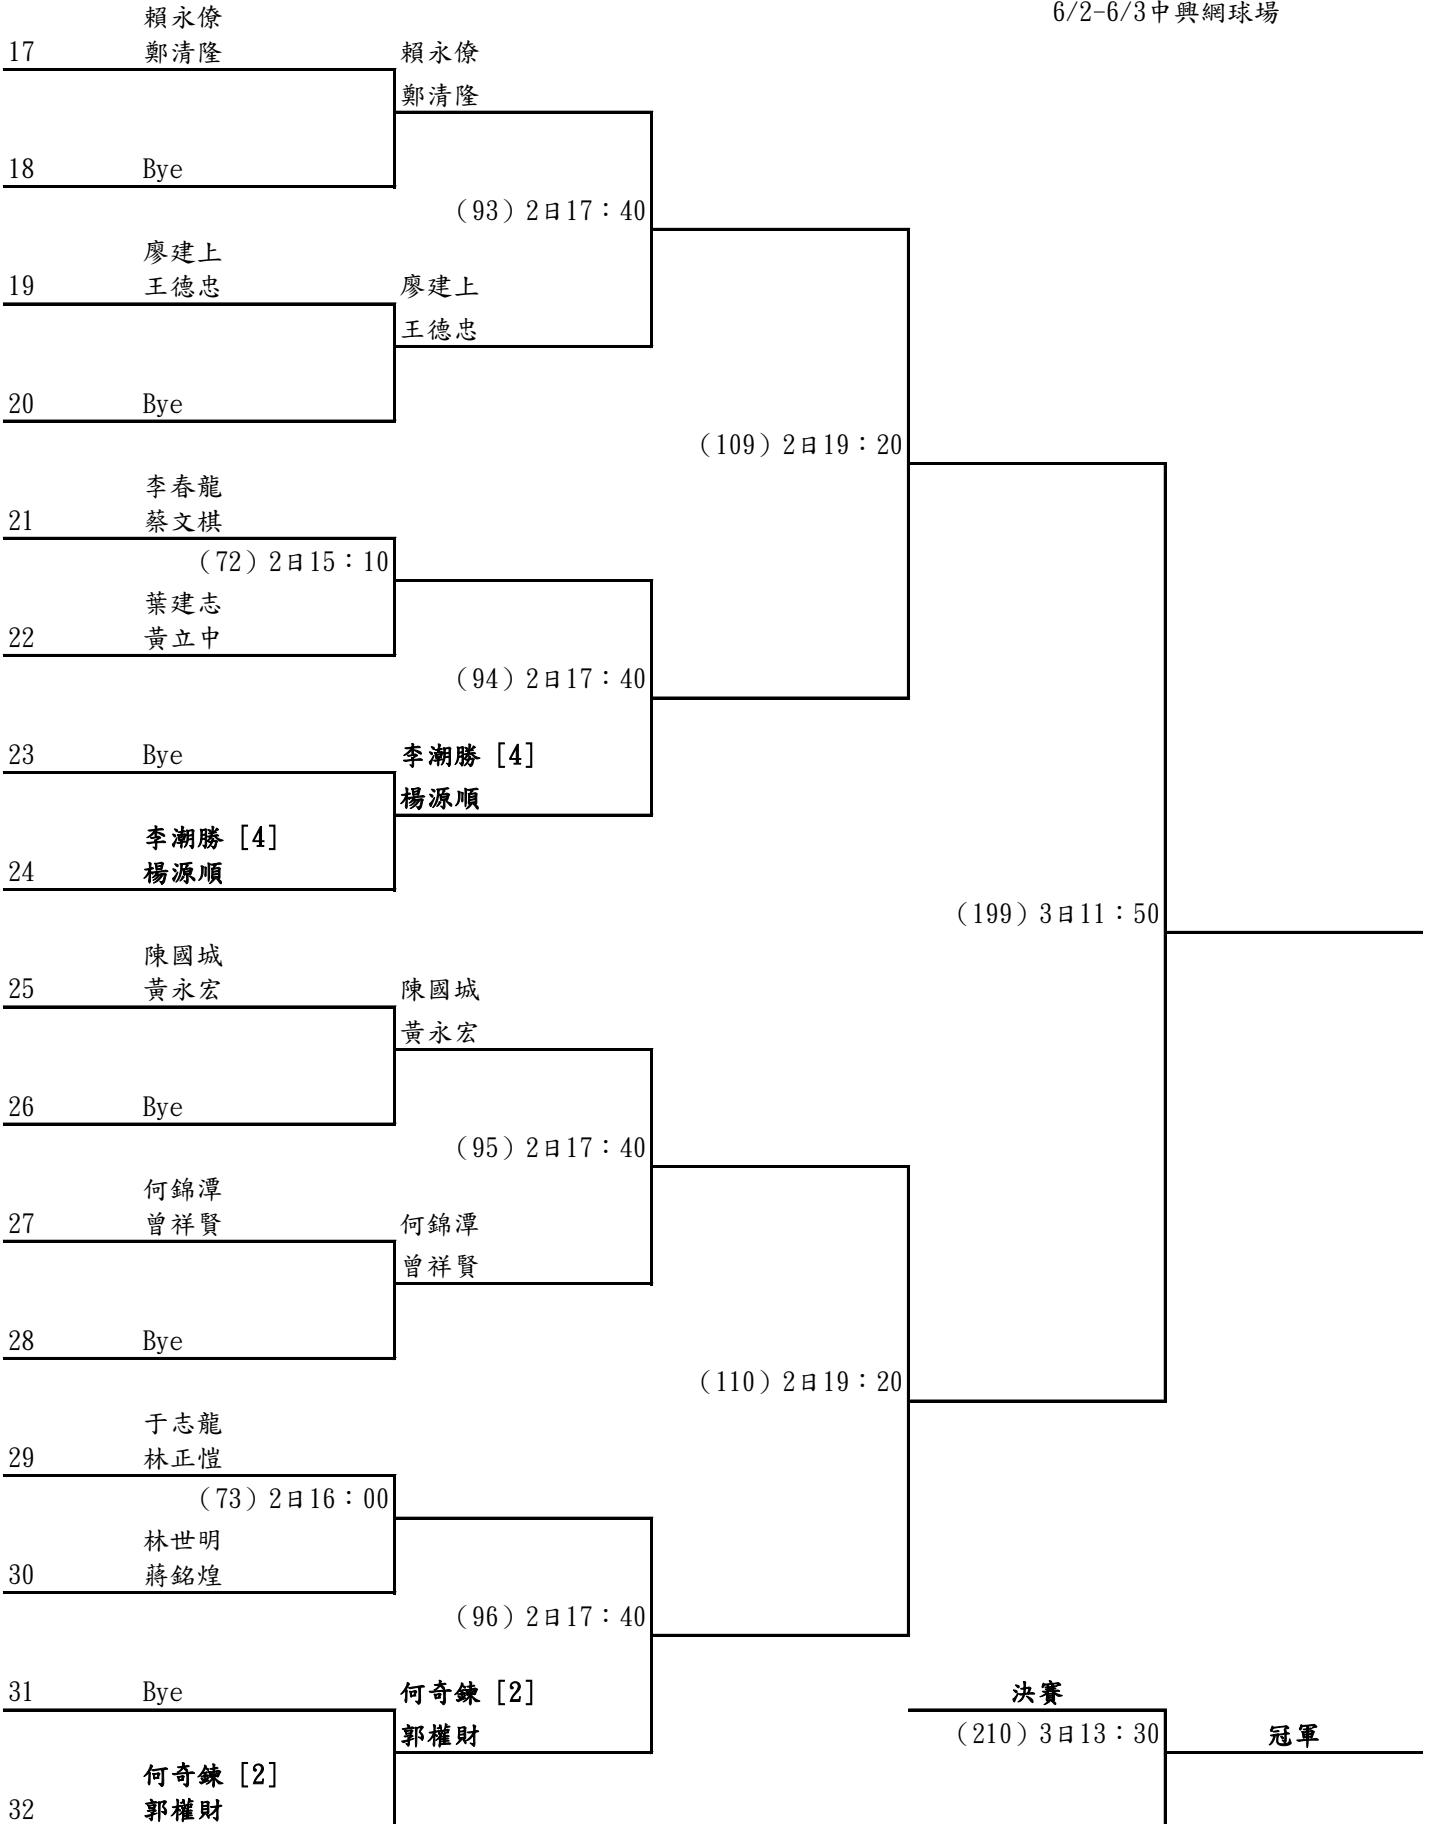 6/2-6/3中興網球場
賴永僚
17 鄭清隆 賴永僚
鄭清隆
18 Bye
（93）2日17：40
廖建上
19 王德忠 廖建上
王德忠
20 Bye
（109）2日19：20
李春龍
21 蔡文棋
（72）2日15：10
葉建志
22 黃立中
（94）2日17：40
23 Bye 李潮勝 [4]
楊源順
李潮勝 [4]
24 楊源順
（199）3日11：50
陳國城
25 黃永宏 陳國城
黃永宏
26 Bye
（95）2日17：40
何錦潭
27 曾祥賢 何錦潭
曾祥賢
28 Bye
（110）2日19：20
于志龍
29 林正愷
（73）2日16：00
林世明
30 蔣銘煌
（96）2日17：40
31 Bye 何奇鍊 [2] 決賽
郭權財 （210）3日13：30 冠軍
何奇鍊 [2]
32 郭權財